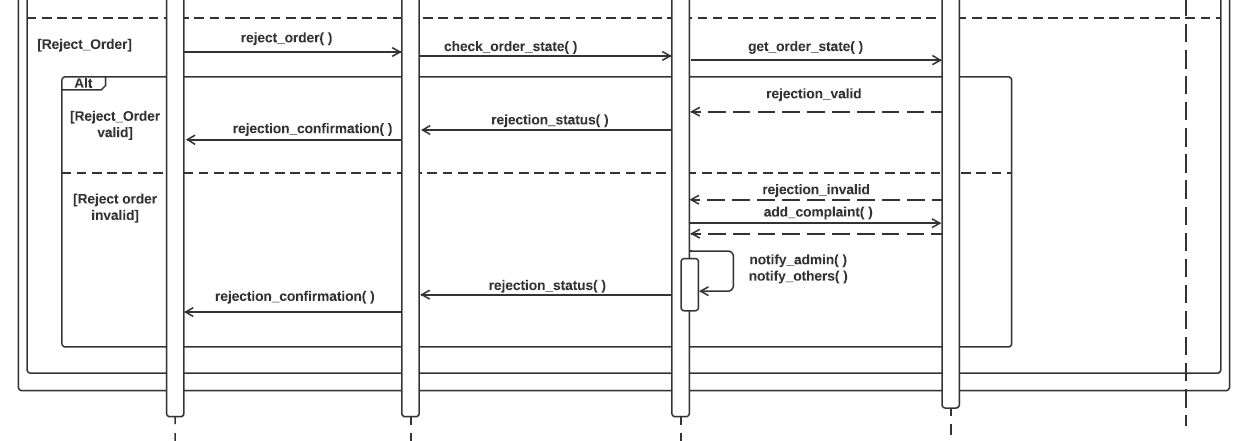 [Reject_Order]
reject_order( )
check_order_state( )
get_order_state( )
Alt
rejection_valid
[Reject_Order
valid]
rejection_confirmation( )
rejection_status( )
[Reject order
invalid]
rejection_invalid
add_complaint( )
notify_admin( )
notify_others( )
rejection_status( )
rejection_confirmation( )